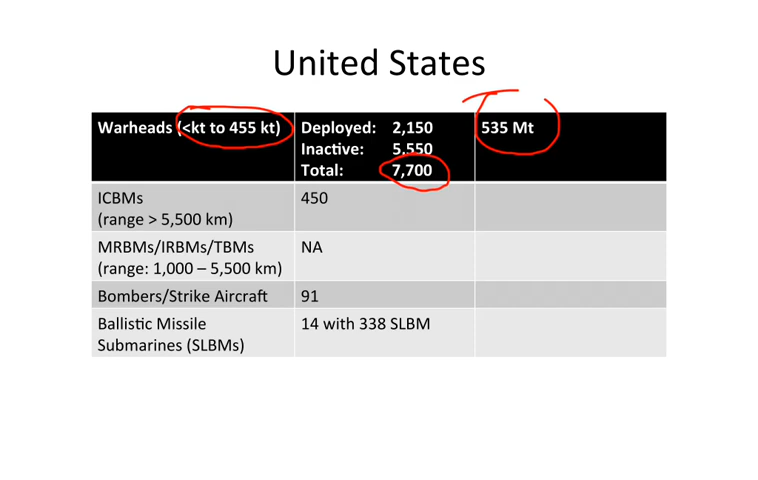 United States
Warheads (<kt to 455 kt)
Deployed: 2,150
Inactive: 5,550
Total: 7,700
535 Mt
ICBMs
(range > 5,500 km)
450
MRBMs/IRBMs/TBMs
(range: 1,000 – 5,500 km)
NA
Bombers/Strike Aircraft
91
Ballistic Missile
Submarines (SLBMs)
14 with 338 SLBM